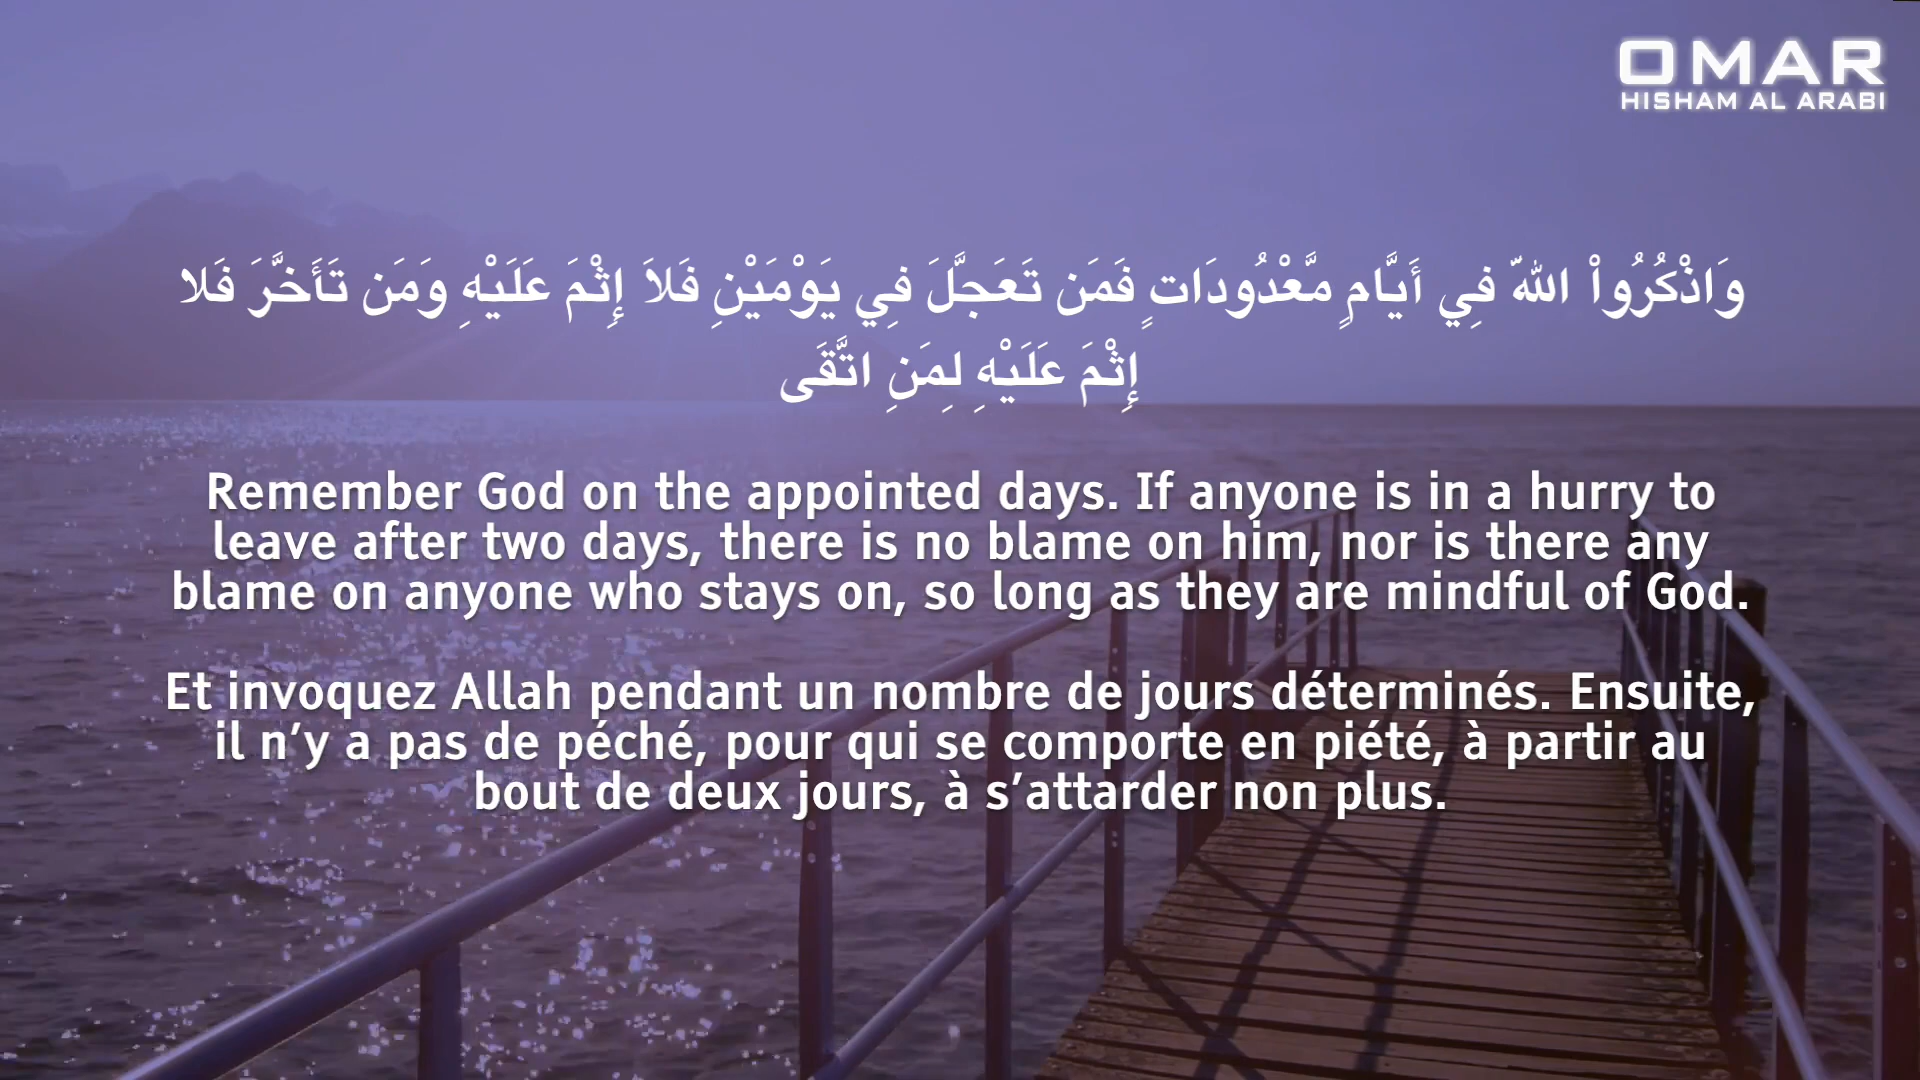 OMAR
HISHAM AL ARABI
وَاذْكُرُواْ اللّهَ فِي أَيَّامٍ مَّعْدُودَاتٍ فَمَن تَعَجَّلَ فِي يَوْمَيْنِ فَلاَ إِثْمَ عَلَيْهِ وَمَن تَأَخَّرَ فَلا
إِثْمَ عَلَيْهِ لِمَنِ اتَّقَى
Remember God on the appointed days. If anyone is in a hurry to
leave after two days, there is no blame on him, nor is there any
blame on anyone who stays on, so long as they are mindful of God.
Et invoquez Allah pendant un nombre de jours déterminés. Ensuite,
il n’y a pas de péché, pour qui se comporte en piété, à partir au
bout de deux jours, à s’attarder non plus.